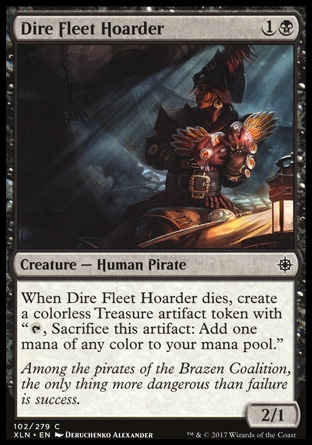 Dire Fleet Hoarder 1
Creature — Human Pirate
When Dire Fleet Hoarder dies, create
a colorless Treasure artifact token with
“, Sacrifice this artifact: Add one
mana of any color to your mana pool.”
Among the pirates of the Brazen Coalition,
the only thing more dangerous than failure
is success.
2/1
102/279 C
XLN • EN DERUCHENKO ALEXANDER
™ & © 2017 Wizards of the Coast